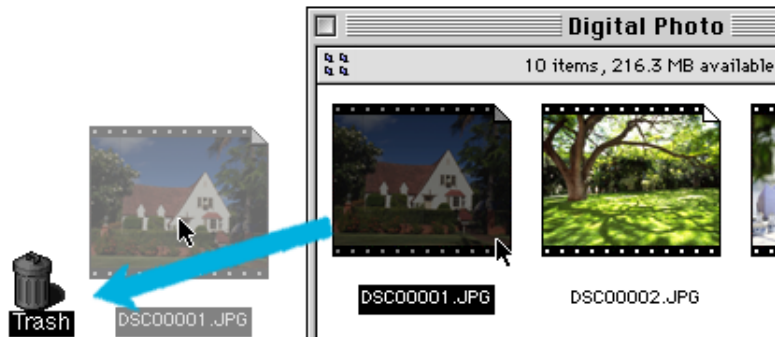 Digital Photo
10 items, 216.3 MB available
DSC00001.JPG
DSC00002.JPG
Trash
DSC00001.JPG